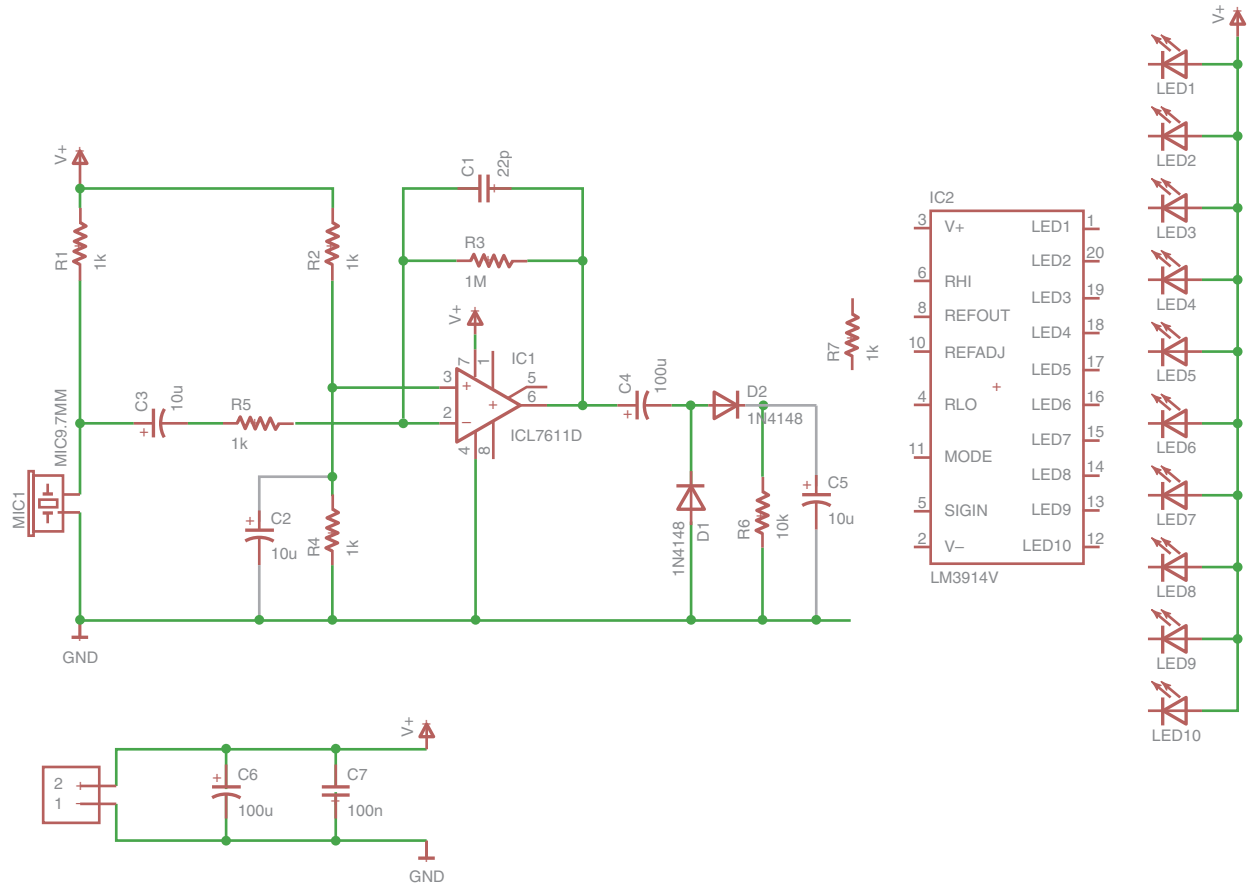 V+
LED1
LED2
LED3
LED4
LED5
LED6
LED7
LED8
LED9
LED10
V+
R1
1k
R2
1k
C1
22p
R3
1M
V+
7
1
IC1
3
+
5
+
6
2
−
ICL7611D
4
8
MIC9.7MM
MIC1
C3
10u
+
R5
1k
+
C2
10u
R4
1k
C4
100u
+
D2
1N4148
1N4148
D1
R6
10k
+
C5
10u
R7
1k
GND
IC2
3
V+
6
RHI
8
REFOUT
10
REFADJ
4
RLO
11
MODE
5
SIGIN
2
V−
+
LED1
1
LED2
20
LED3
19
LED4
18
LED5
17
LED6
16
LED7
15
LED8
14
LED9
13
LED10
12
LM3914V
V+
2
+
1
−
+
C6
100u
C7
100n
+
GND